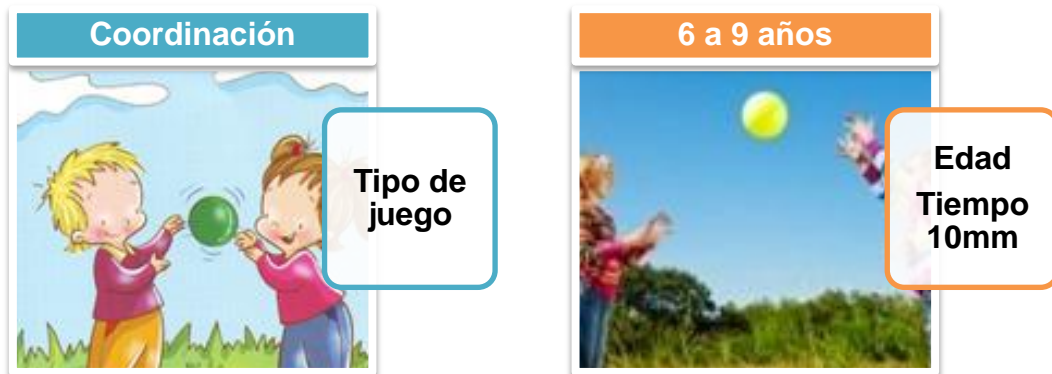 Coordinación
Tipo de
juego
6 a 9 años
Edad
Tiempo
10mm